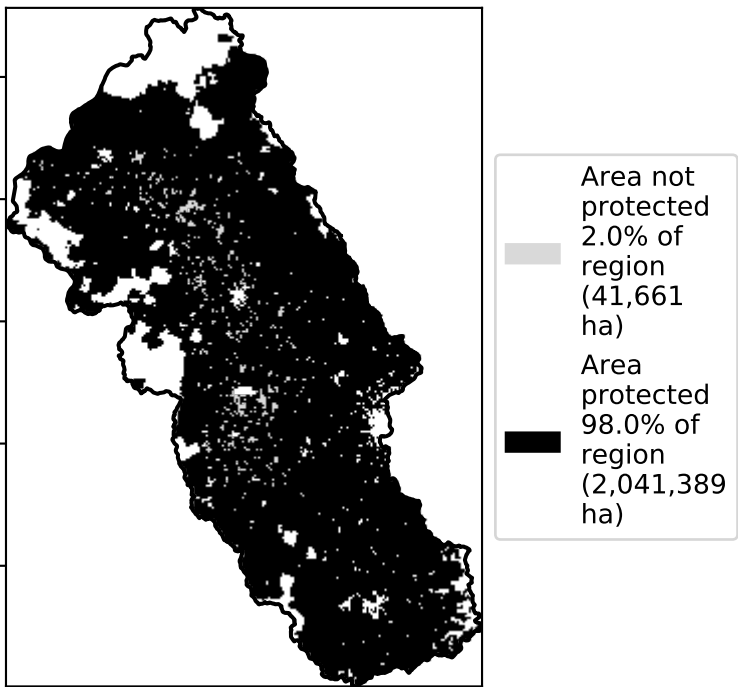 Area not
protected
2.0% of
region
(41,661
ha)
Area
protected
98.0% of
region
(2,041,389
ha)